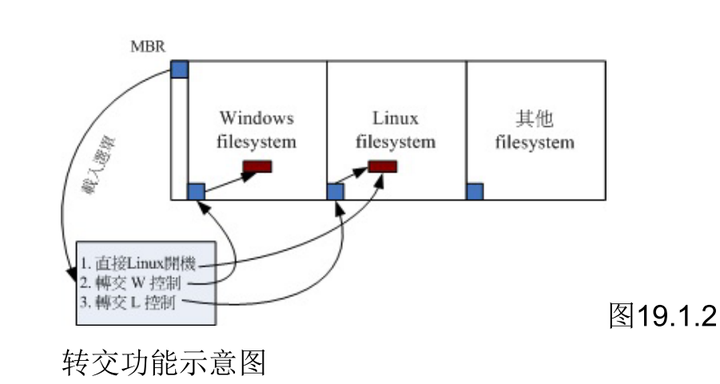 MBR
Windows
filesystem
Linux
filesystem
其他
filesystem
載入選單
1. 直接Linux開機
2. 轉交 W 控制
3. 轉交 L 控制
图19.1.2
转交功能示意图